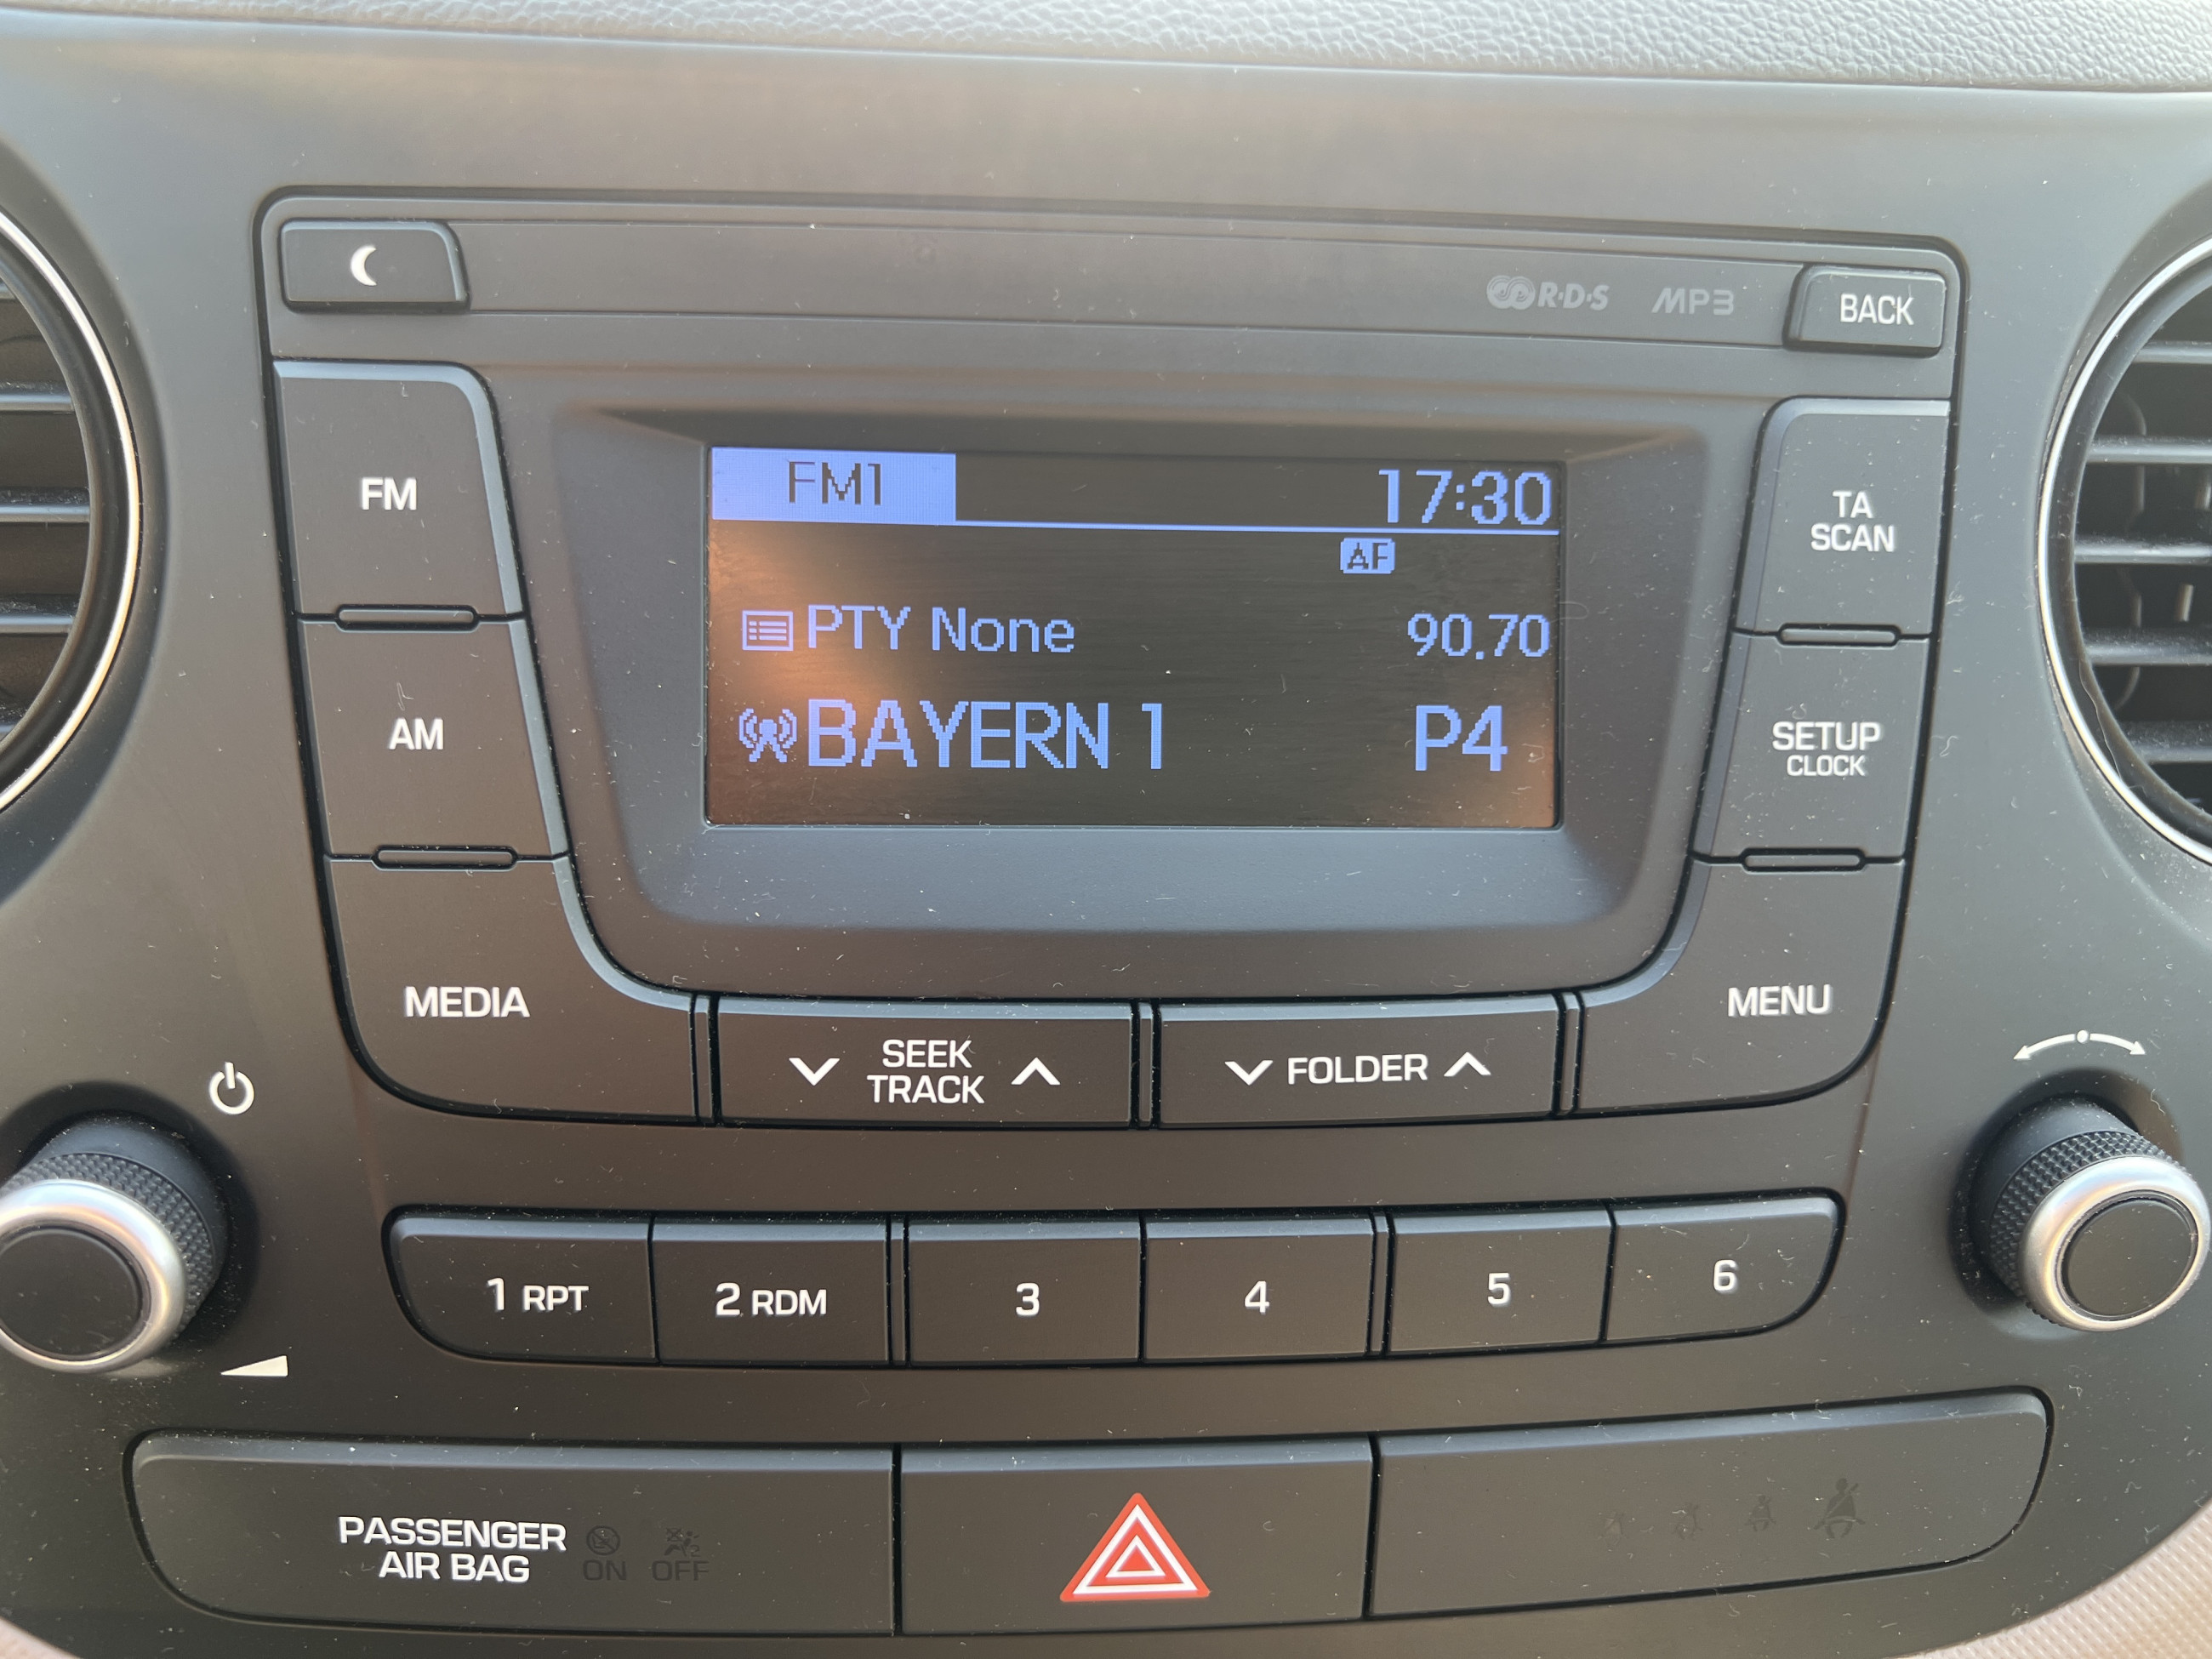 R·D·S MP3 BACK
FM1 17:30
AF
PTY None 90.70
BAYERN 1 P4
FM
AM
MEDIA
TA
SCAN
SETUP
CLOCK
MENU
SEEK
TRACK
FOLDER
1 RPT 2 RDM 3 4 5 6
PASSENGER
AIR BAG ON OFF